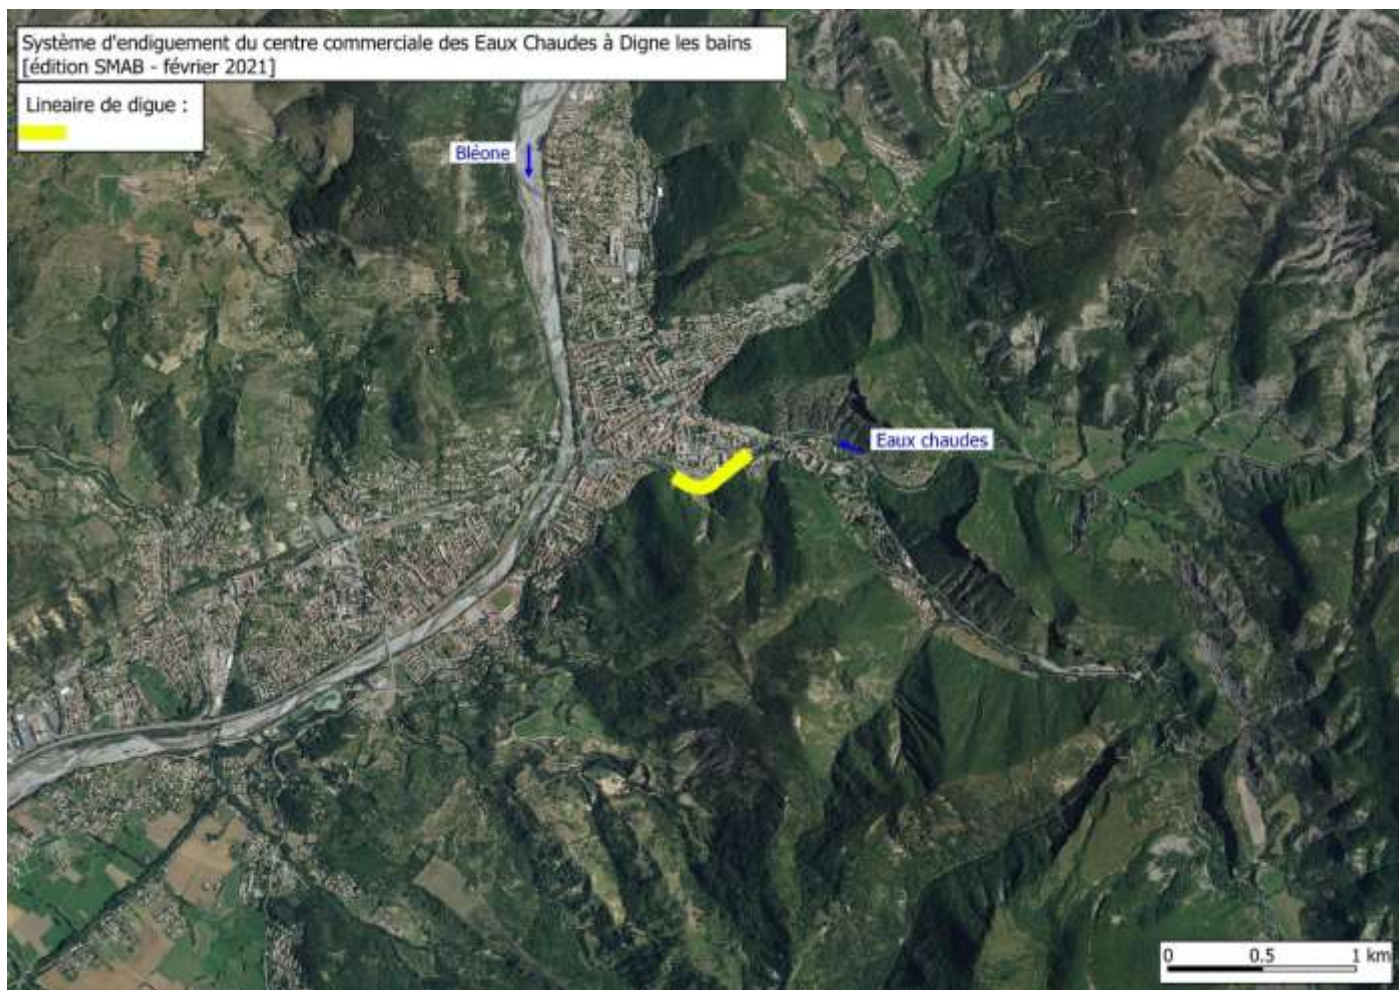 Système d'endiguement du centre commerciale des Eaux Chaudes à Digne les bains
[édition SMAB - février 2021]
Lineaire de digue :
Bléone
Eaux chaudes
0 0.5 1 km